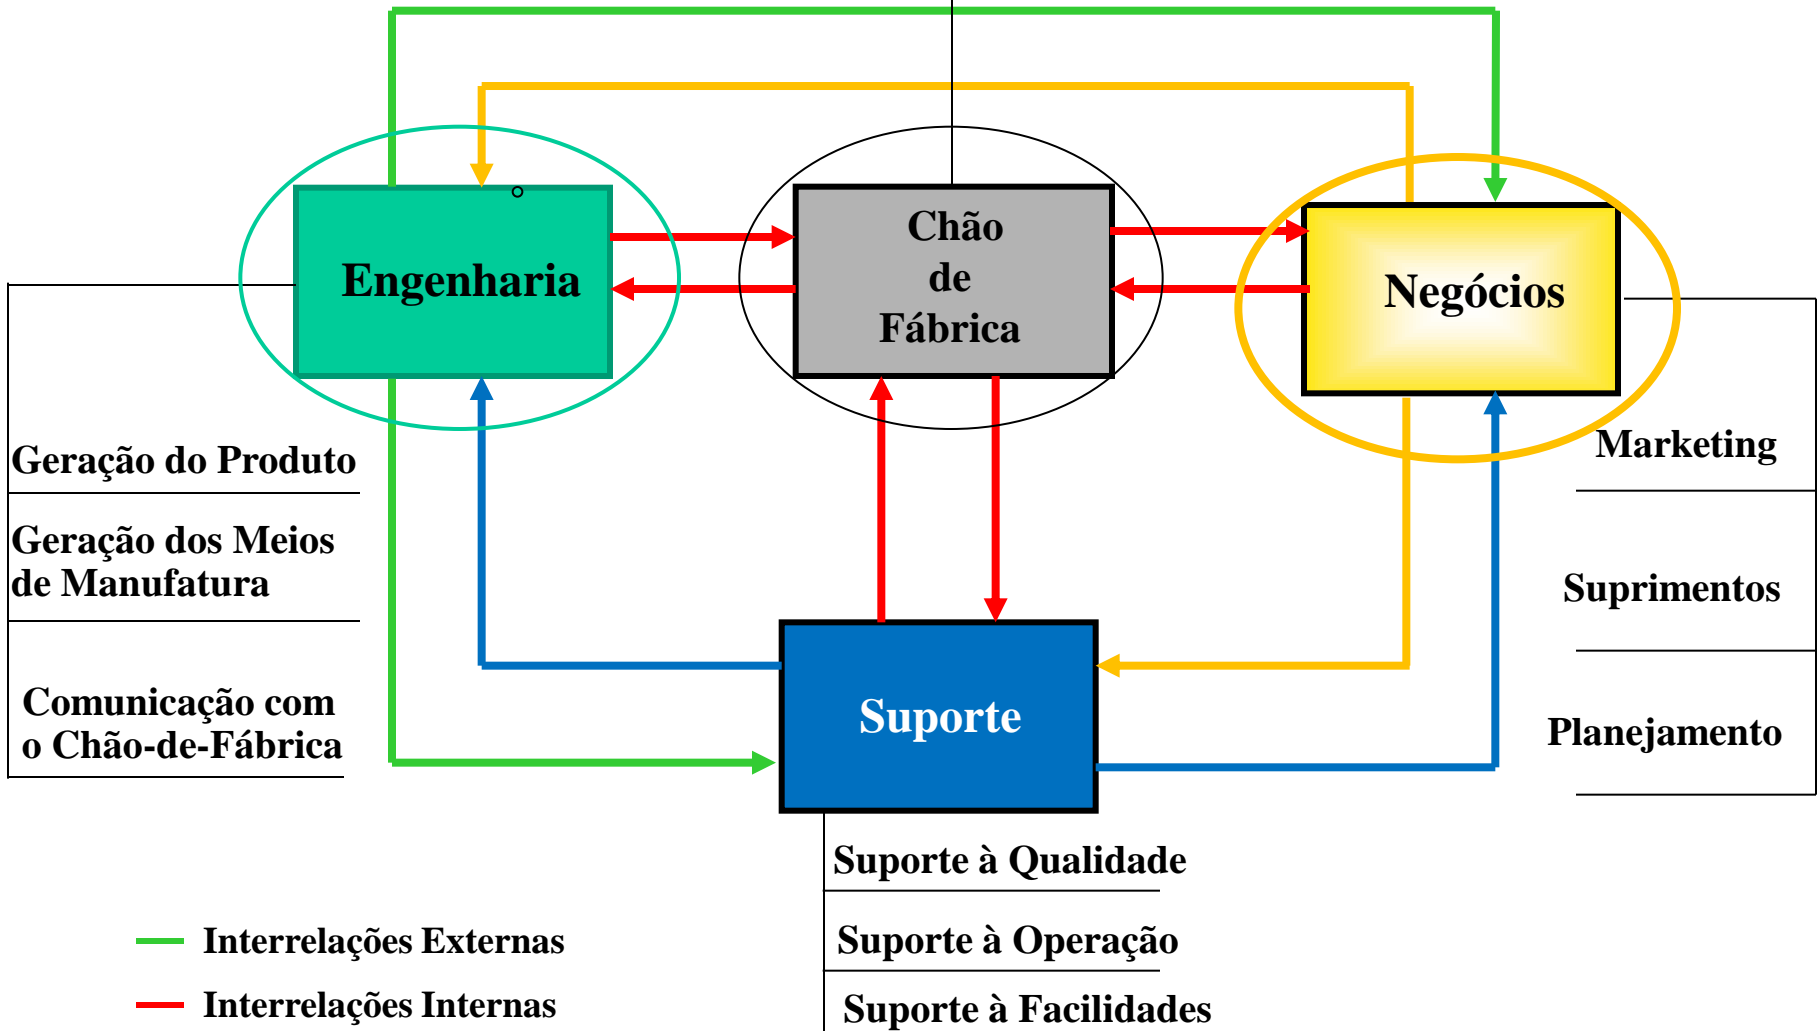 Engenharia
Chão
de
Fábrica
Negócios
Geração do Produto
Geração dos Meios
de Manufatura
Comunicação com
o Chão-de-Fábrica
Marketing
Suprimentos
Planejamento
Suporte
Suporte à Qualidade
Suporte à Operação
Suporte à Facilidades
Interrelações Externas
Interrelações Internas